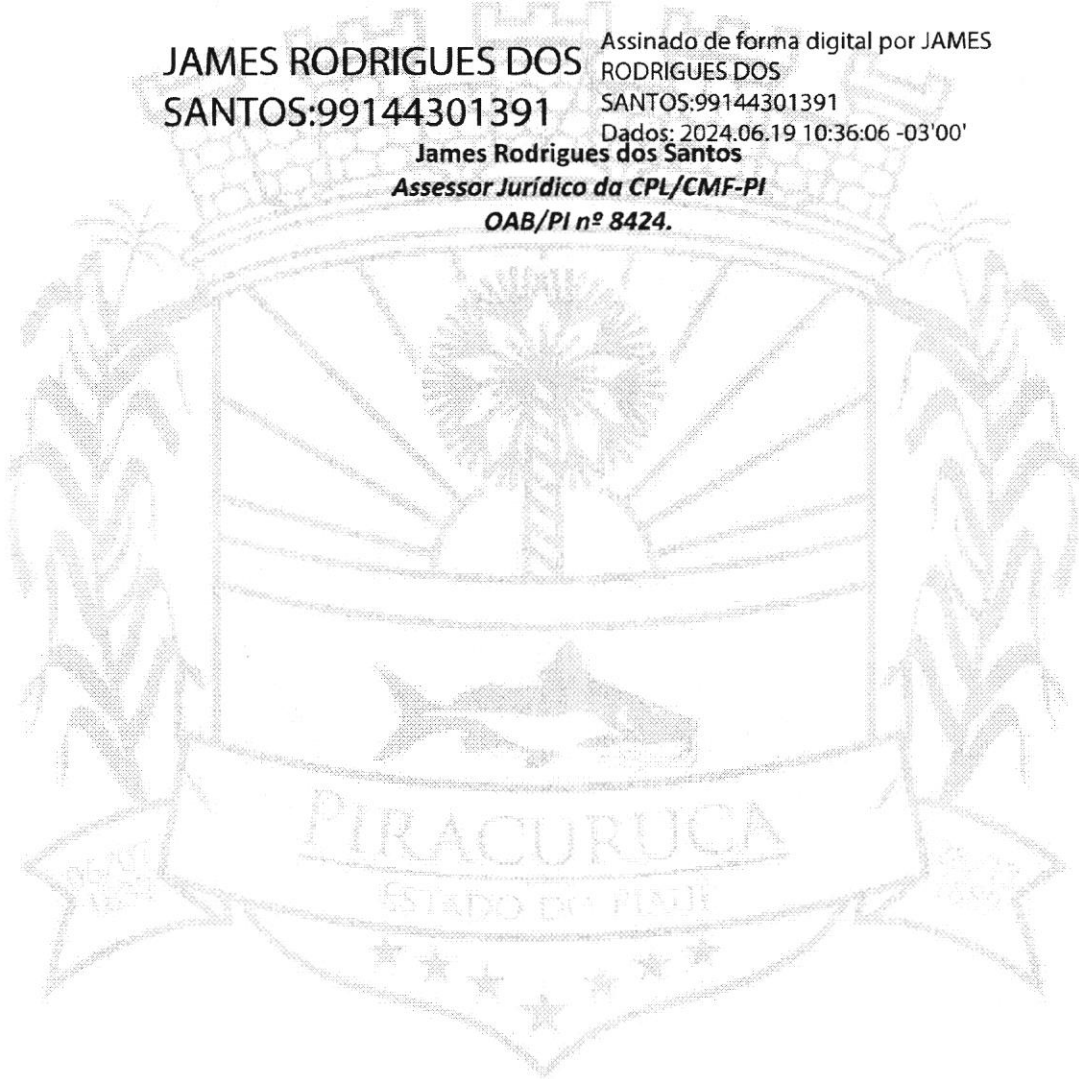 JAMES RODRIGUES DOS
SANTOS:99144301391
Assinado de forma digital por JAMES
RODRIGUES DOS
SANTOS:99144301391
Dados: 2024.06.19 10:36:06 -03'00'
James Rodrigues dos Santos
Assessor Jurídico da CPL/CMF-PI
OAB/PI nº 8424.
PIRACURUCA
ESTADO DO PIAUÍ